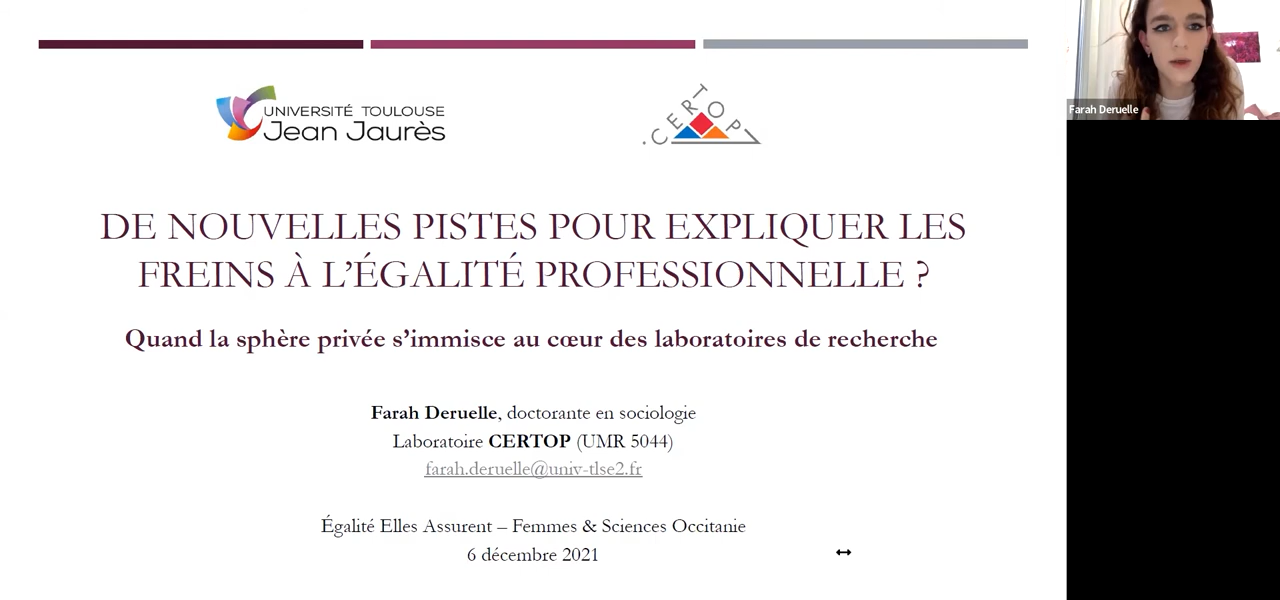 UNIVERSITÉ TOULOUSE
Jean Jaurès
CERTOP
Farah Deruelle
DE NOUVELLES PISTES POUR EXPLIQUER LES
FREINS À L'ÉGALITÉ PROFESSIONNELLE ?
Quand la sphère privée s'immisce au cœur des laboratoires de recherche
Farah Deruelle, doctorante en sociologie
Laboratoire CERTOP (UMR 5044)
farah.deruelle@univ-tlse2.fr
Égalité Elles Assurent – Femmes & Sciences Occitanie
6 décembre 2021